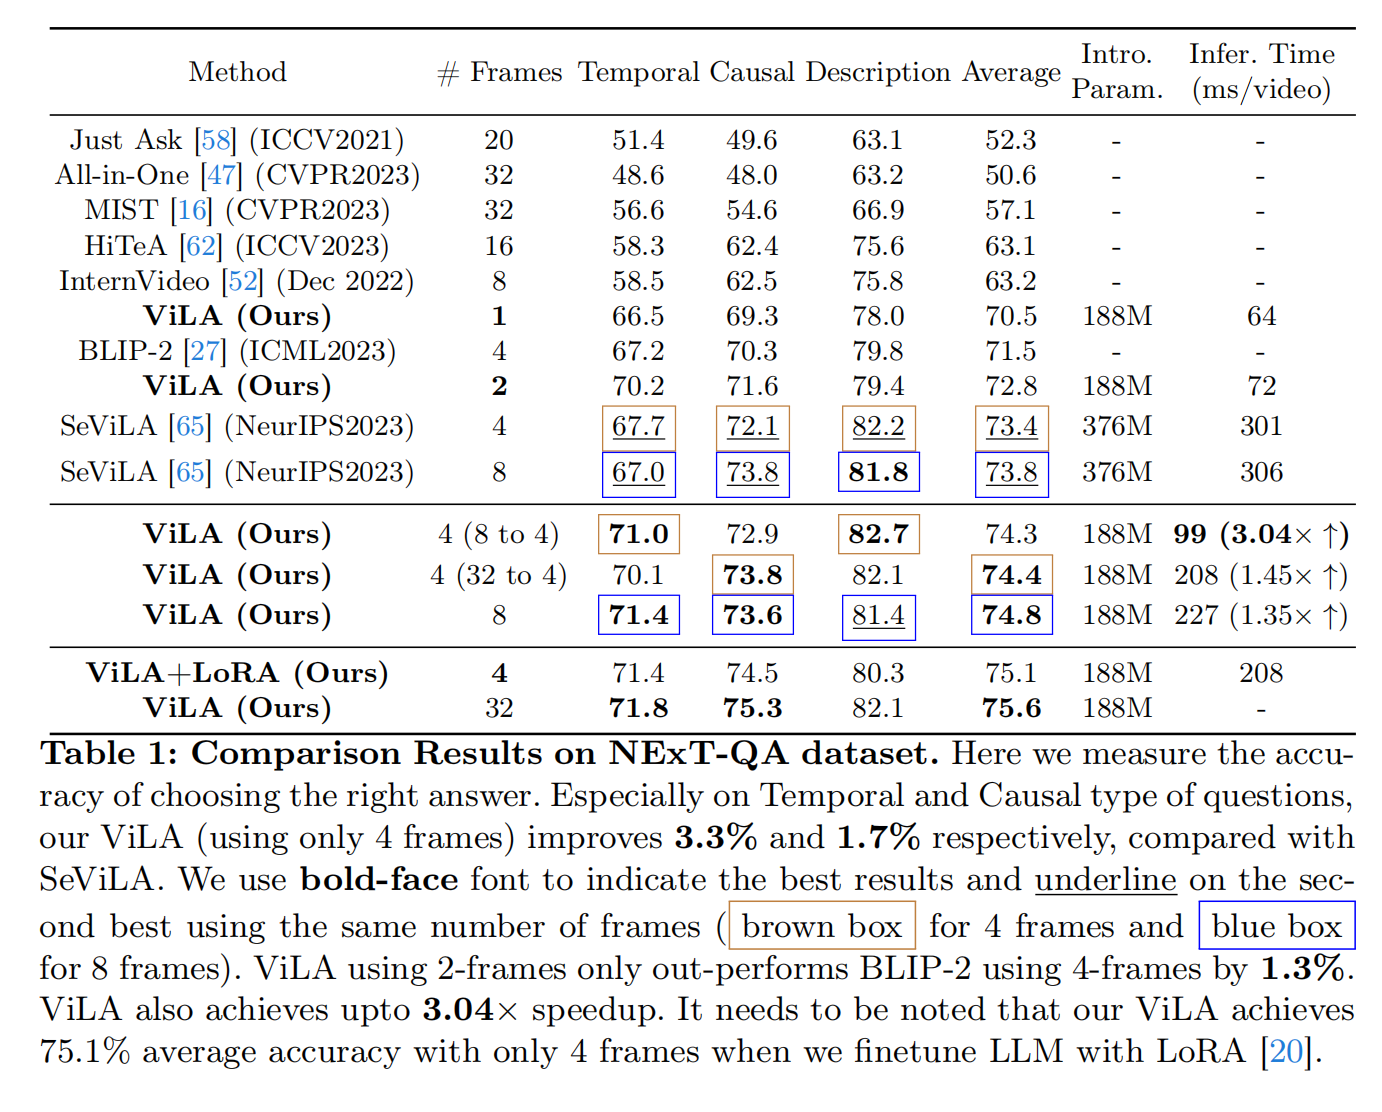 Method # Frames Temporal Causal Description Average Intro. Param. Infer. Time (ms/video)
Just Ask [58] (ICCV2021) 20 51.4 49.6 63.1 52.3 - -
All-in-One [47] (CVPR2023) 32 48.6 48.0 63.2 50.6 - -
MIST [16] (CVPR2023) 32 56.6 54.6 66.9 57.1 - -
HiTeA [62] (ICCV2023) 16 58.3 62.4 75.6 63.1 - -
InternVideo [52] (Dec 2022) 8 58.5 62.5 75.8 63.2 - -
ViLA (Ours) 1 66.5 69.3 78.0 70.5 188M 64
BLIP-2 [27] (ICML2023) 4 67.2 70.3 79.8 71.5 - -
ViLA (Ours) 2 70.2 71.6 79.4 72.8 188M 72
SeViLA [65] (NeurIPS2023) 4 67.7 72.1 82.2 73.4 376M 301
SeViLA [65] (NeurIPS2023) 8 67.0 73.8 81.8 73.8 376M 306
ViLA (Ours) 4 (8 to 4) 71.0 72.9 82.7 74.3 188M 99 (3.04× ↑)
ViLA (Ours) 4 (32 to 4) 70.1 73.8 82.1 74.4 188M 208 (1.45× ↑)
ViLA (Ours) 8 71.4 73.6 81.4 74.8 188M 227 (1.35× ↑)
ViLA+LoRA (Ours) 4 71.4 74.5 80.3 75.1 188M 208
ViLA (Ours) 32 71.8 75.3 82.1 75.6 188M -
Table 1: Comparison Results on NExT-QA dataset. Here we measure the accu-
racy of choosing the right answer. Especially on Temporal and Causal type of questions,
our ViLA (using only 4 frames) improves 3.3% and 1.7% respectively, compared with
SeViLA. We use bold-face font to indicate the best results and underline on the sec-
ond best using the same number of frames ( brown box for 4 frames and blue box
for 8 frames). ViLA using 2-frames only out-performs BLIP-2 using 4-frames by 1.3%.
ViLA also achieves upto 3.04× speedup. It needs to be noted that our ViLA achieves
75.1% average accuracy with only 4 frames when we finetune LLM with LoRA [20].